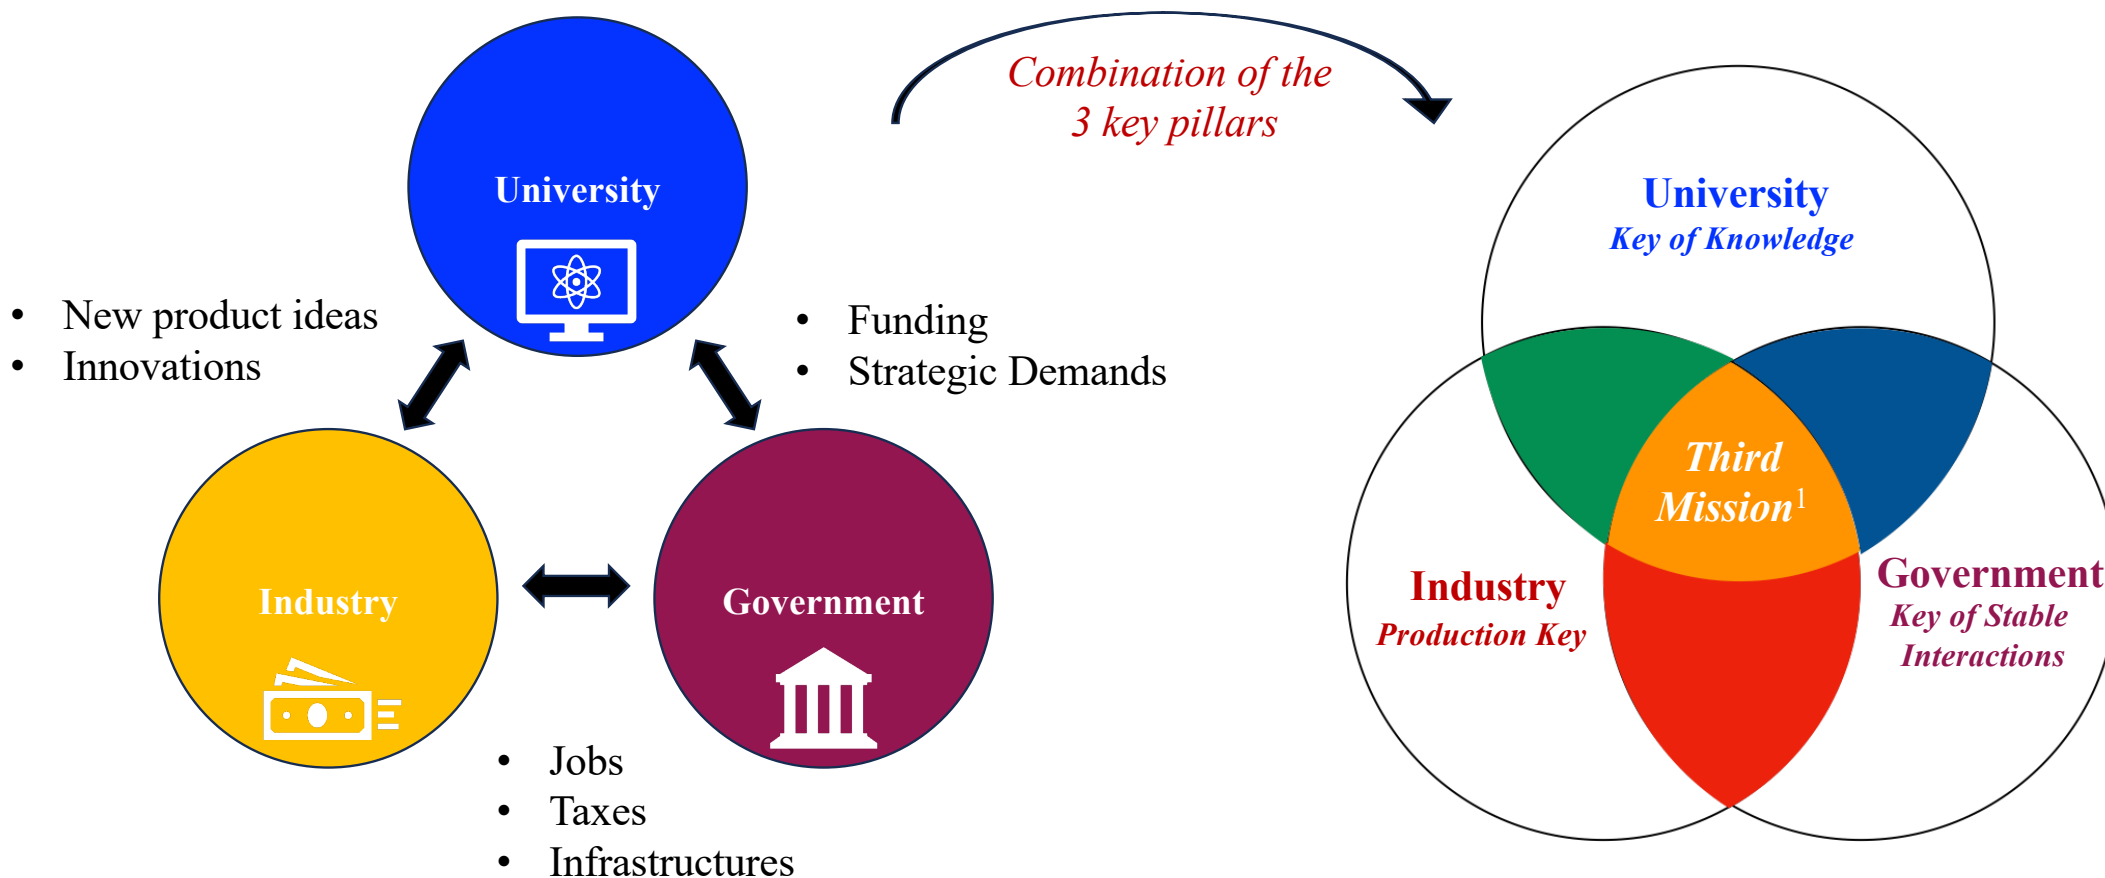 University
• New product ideas
• Innovations
• Funding
• Strategic Demands
Industry
Government
• Jobs
• Taxes
• Infrastructures
Combination of the
3 key pillars
University
Key of Knowledge
Third
Mission¹
Industry
Production Key
Government
Key of Stable
Interactions